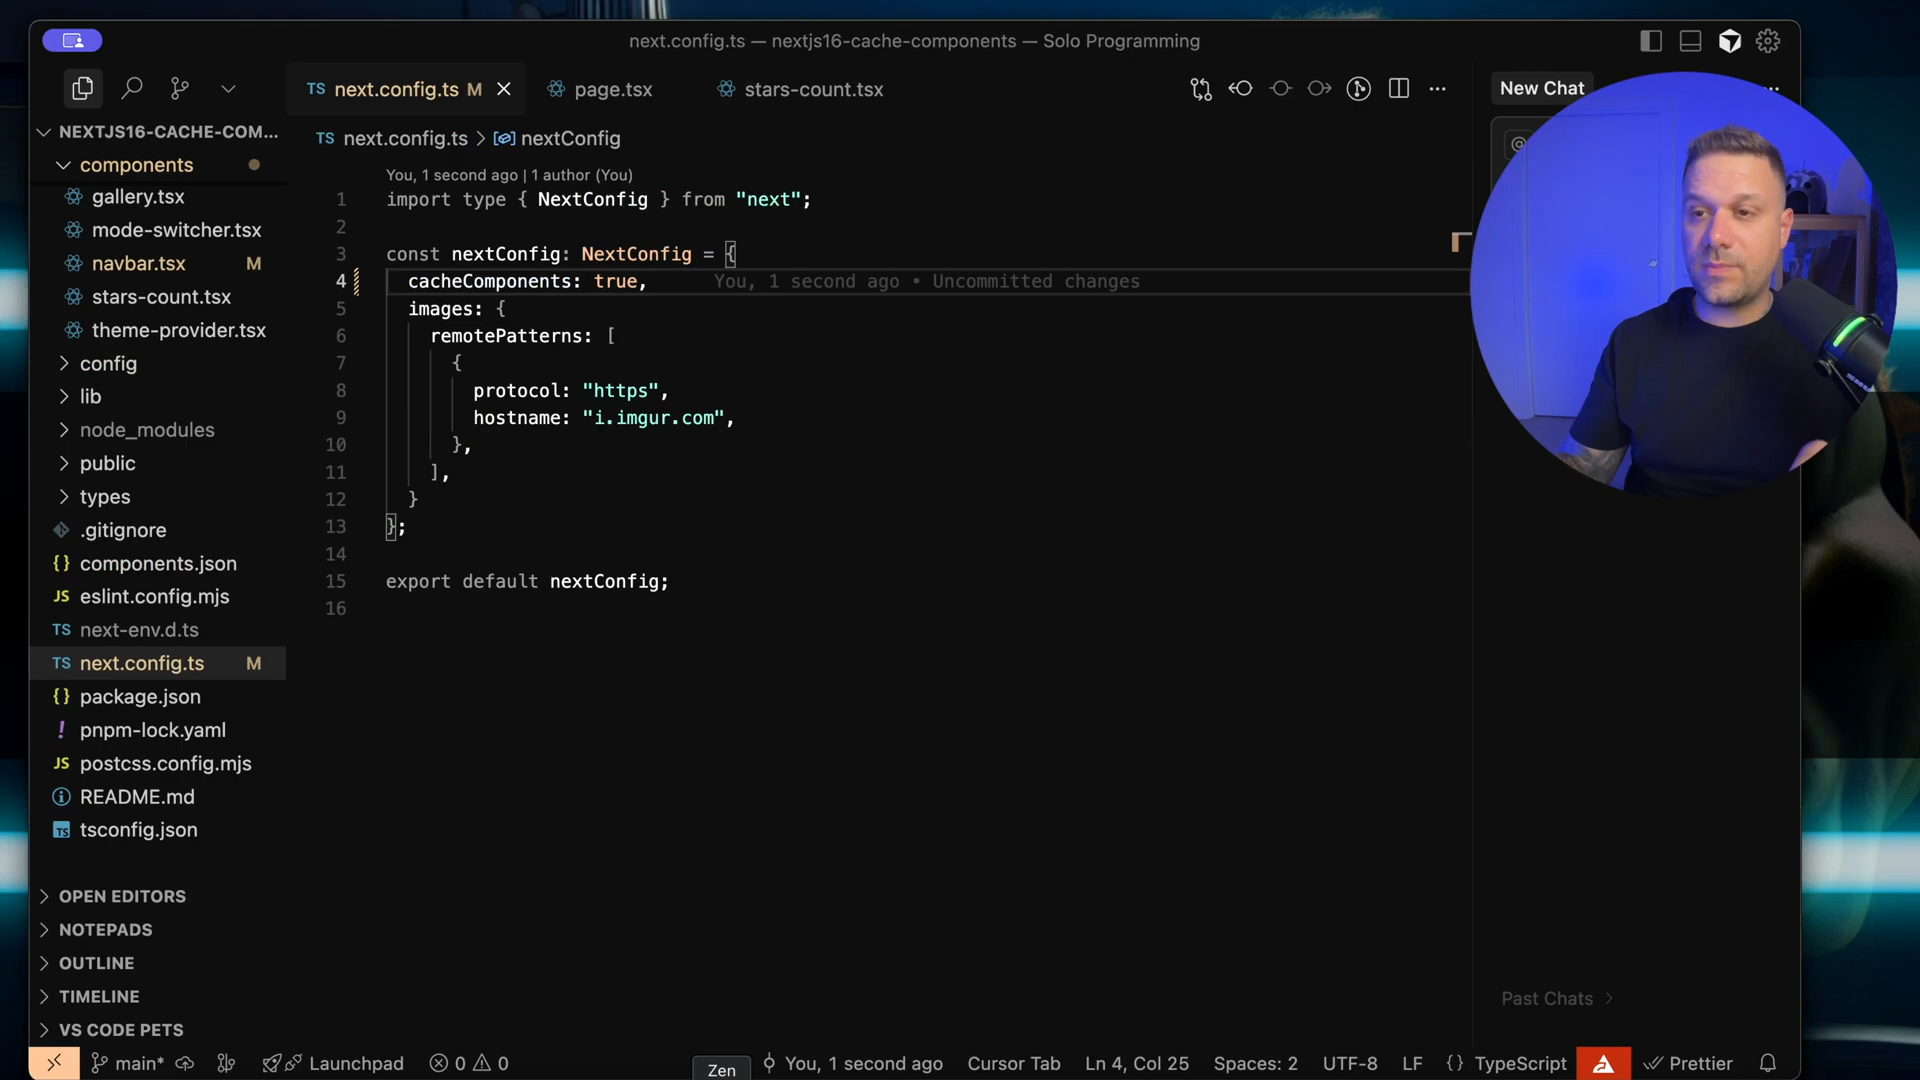 next.config.ts — nextjs16-cache-components — Solo Programming
TS next.config.ts M
page.tsx
stars-count.tsx
New Chat
NEXTJS16-CACHE-COM...
components
gallery.tsx
mode-switcher.tsx
navbar.tsx M
stars-count.tsx
theme-provider.tsx
config
lib
node_modules
public
types
.gitignore
{} components.json
JS eslint.config.mjs
TS next-env.d.ts
TS next.config.ts M
{} package.json
! pnpm-lock.yaml
JS postcss.config.mjs
README.md
TS tsconfig.json
OPEN EDITORS
NOTEPADS
OUTLINE
TIMELINE
VS CODE PETS
TS next.config.ts > nextConfig
You, 1 second ago | 1 author (You)
1 import type { NextConfig } from "next";
2
3 const nextConfig: NextConfig = {
4 cacheComponents: true, You, 1 second ago • Uncommitted changes
5 images: {
6 remotePatterns: [
7 {
8 protocol: "https",
9 hostname: "i.imgur.com",
10 },
11 ],
12 }
13 };
14
15 export default nextConfig;
16
@
Past Chats >
main*
Launchpad
0
0
Zen
You, 1 second ago
Cursor Tab
Ln 4, Col 25
Spaces: 2
UTF-8
LF
{} TypeScript
Prettier